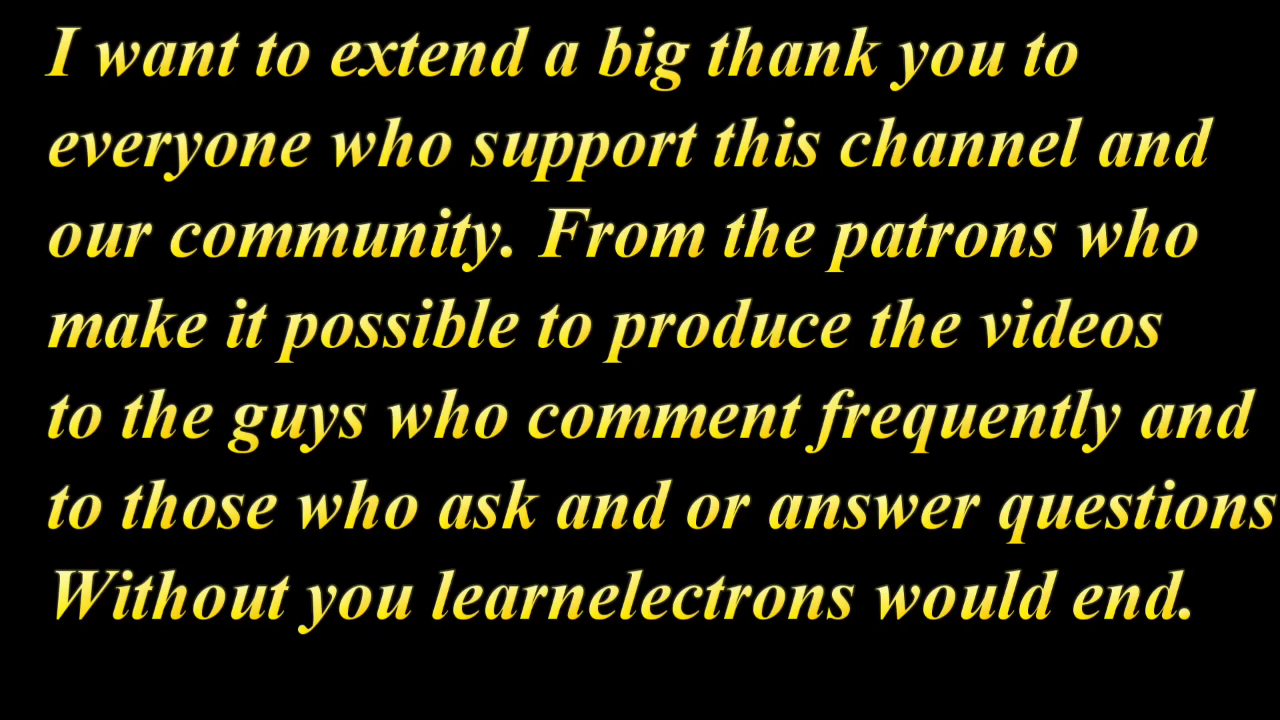 I want to extend a big thank you to
everyone who support this channel and
our community. From the patrons who
make it possible to produce the videos
to the guys who comment frequently and
to those who ask and or answer questions
Without you learnelectrons would end.